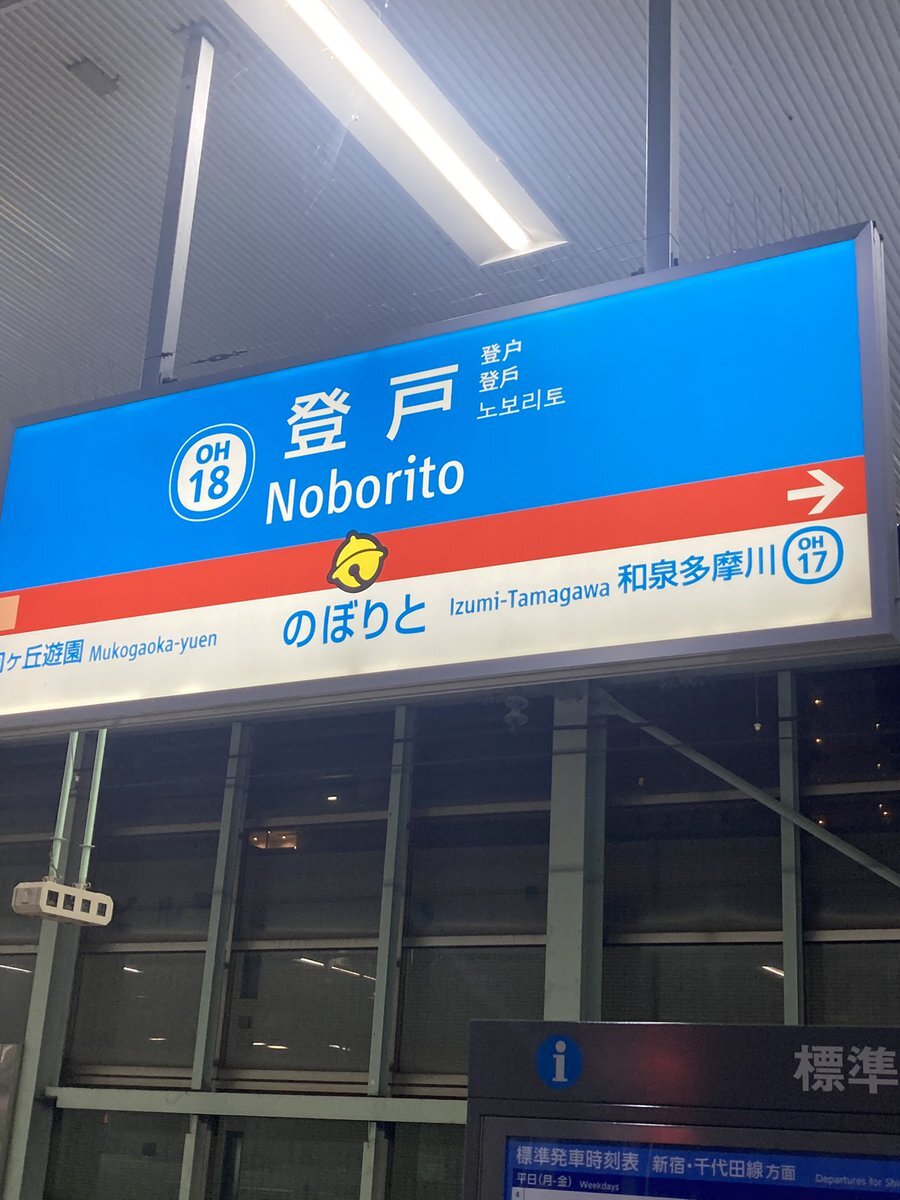 OH
18
登戸
登户
登戶
노보리토
Noborito
OH
17
和泉多摩川
Izumi-Tamagawa
のぼりと
ケ丘遊園 Mukogaoka-yuen
i
標準
標準発車時刻表 新宿・千代田線方面
平日(月-金) Weekdays